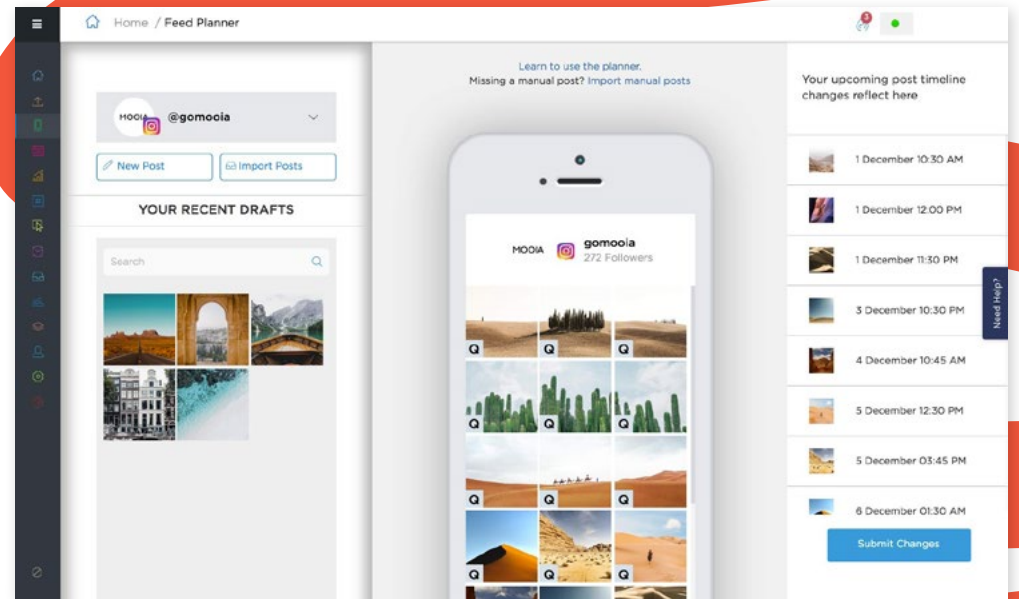 Home / Feed Planner
3
MOOIA
@gomooia
New Post
Import Posts
YOUR RECENT DRAFTS
Search
Learn to use the planner.
Missing a manual post? Import manual posts
MOOIA
gomooia
272 Followers
Q Q Q
Q Q Q
Q Q Q
Q Q Q
Your upcoming post timeline
changes reflect here
1 December 10:30 AM
1 December 12:00 PM
1 December 11:30 PM
3 December 10:30 PM
4 December 10:45 AM
5 December 12:30 PM
5 December 03:45 PM
6 December 01:30 AM
Submit Changes
Need Help?